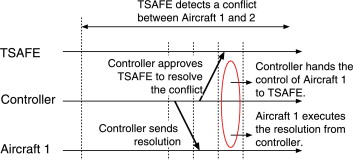 TSAFE detects a conflict
between Aircraft 1 and 2
TSAFE
Controller approves
TSAFE to resolve
the conflict
Controller hands the
control of Aircraft 1
to TSAFE.
Controller
Controller sends
resolution
Aircraft 1 executes
the resolution from
controller.
Aircraft 1